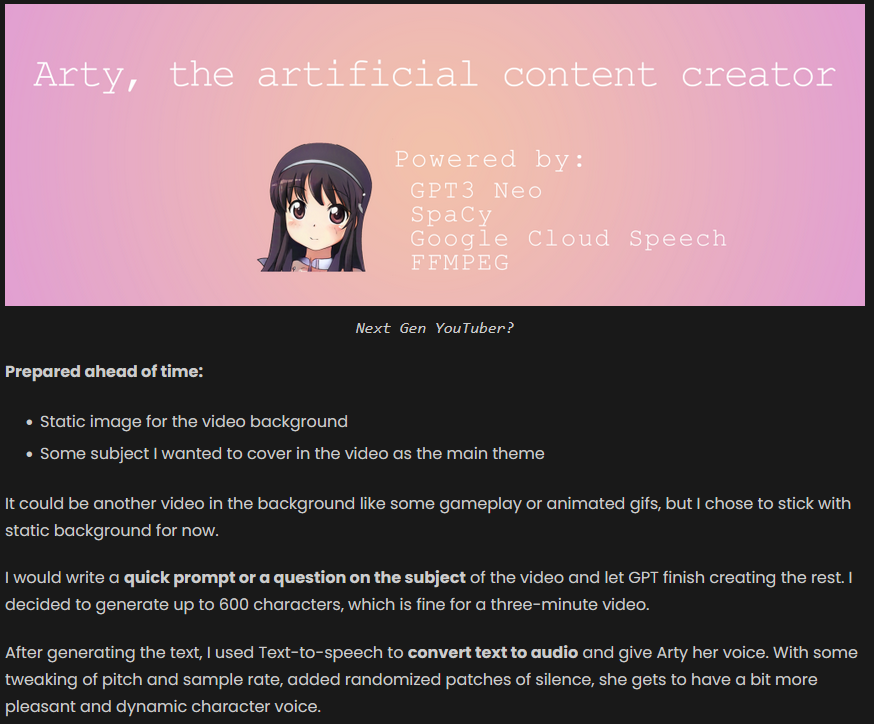 Arty, the artificial content creator
Powered by:
GPT3 Neo
SpaCy
Google Cloud Speech
FFMPEG
Next Gen YouTuber?
Prepared ahead of time:
• Static image for the video background
• Some subject I wanted to cover in the video as the main theme
It could be another video in the background like some gameplay or animated gifs, but I chose to stick with
static background for now.
I would write a quick prompt or a question on the subject of the video and let GPT finish creating the rest. I
decided to generate up to 600 characters, which is fine for a three-minute video.
After generating the text, I used Text-to-speech to convert text to audio and give Arty her voice. With some
tweaking of pitch and sample rate, added randomized patches of silence, she gets to have a bit more
pleasant and dynamic character voice.